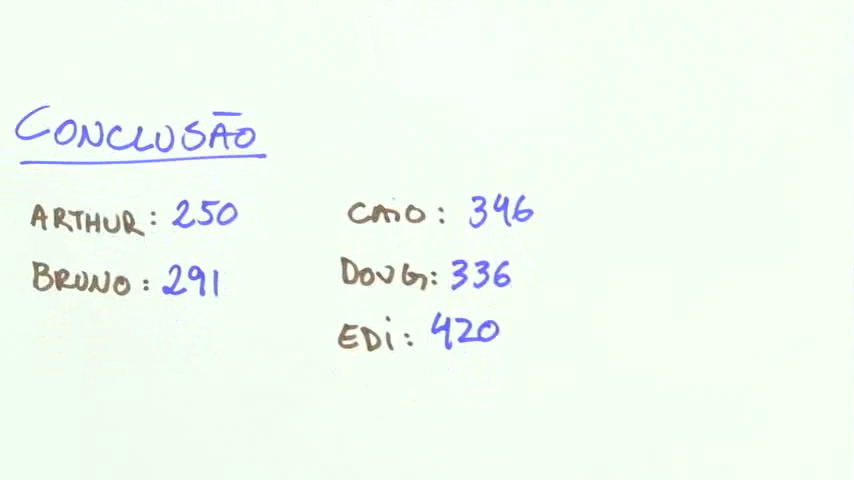 CONCLUSÃO
ARTHUR: 250
BRUNO: 291
CAIO: 346
DOUG: 336
EDI: 420